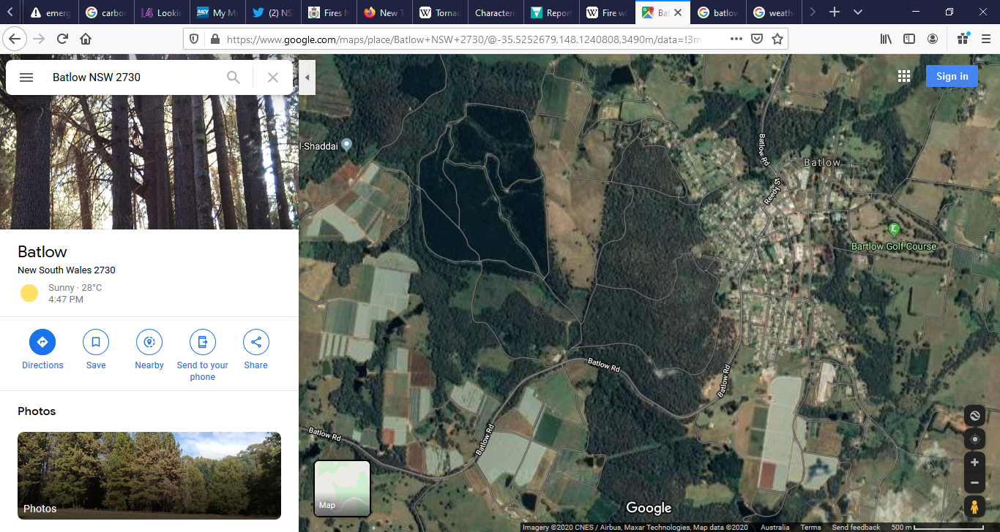 emerg
carbor
Lookin
My M
(2) NS
Fires N
New T
Tornac
Characteri
Report
Fire wh
Bat
batlow
weath
https://www.google.com/maps/place/Batlow+NSW+2730/@-35.5252679,148.1240808,3490m/data=!3m
Batlow NSW 2730
Sign in
l-Shaddai
Batlow Rd
Batlow
Reedy St
Bartlow Golf Course
Batlow
New South Wales 2730
Sunny · 28°C
4:47 PM
Directions
Save
Nearby
Send to your
phone
Share
Batlow Rd
Batlow Rd
Photos
Batlow Rd
Batlow Rd
Photos
Map
Google
Imagery ©2020 CNES / Airbus, Maxar Technologies, Map data ©2020 Australia Terms Send feedback 500 m